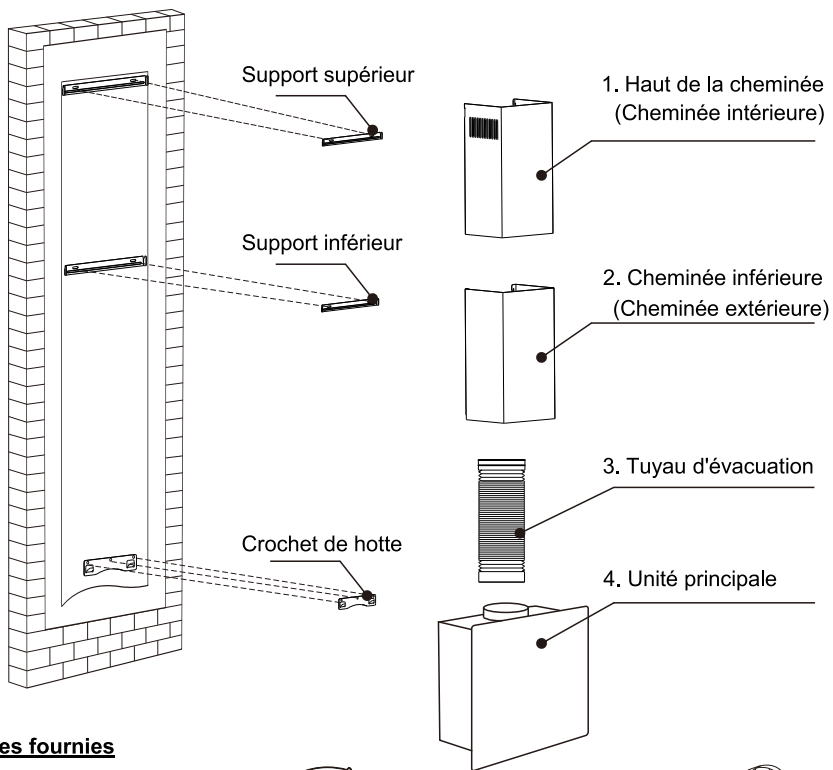 Support supérieur
1. Haut de la cheminée
(Cheminée intérieure)
Support inférieur
2. Cheminée inférieure
(Cheminée extérieure)
3. Tuyau d'évacuation
Crochet de hotte
4. Unité principale
es fournies